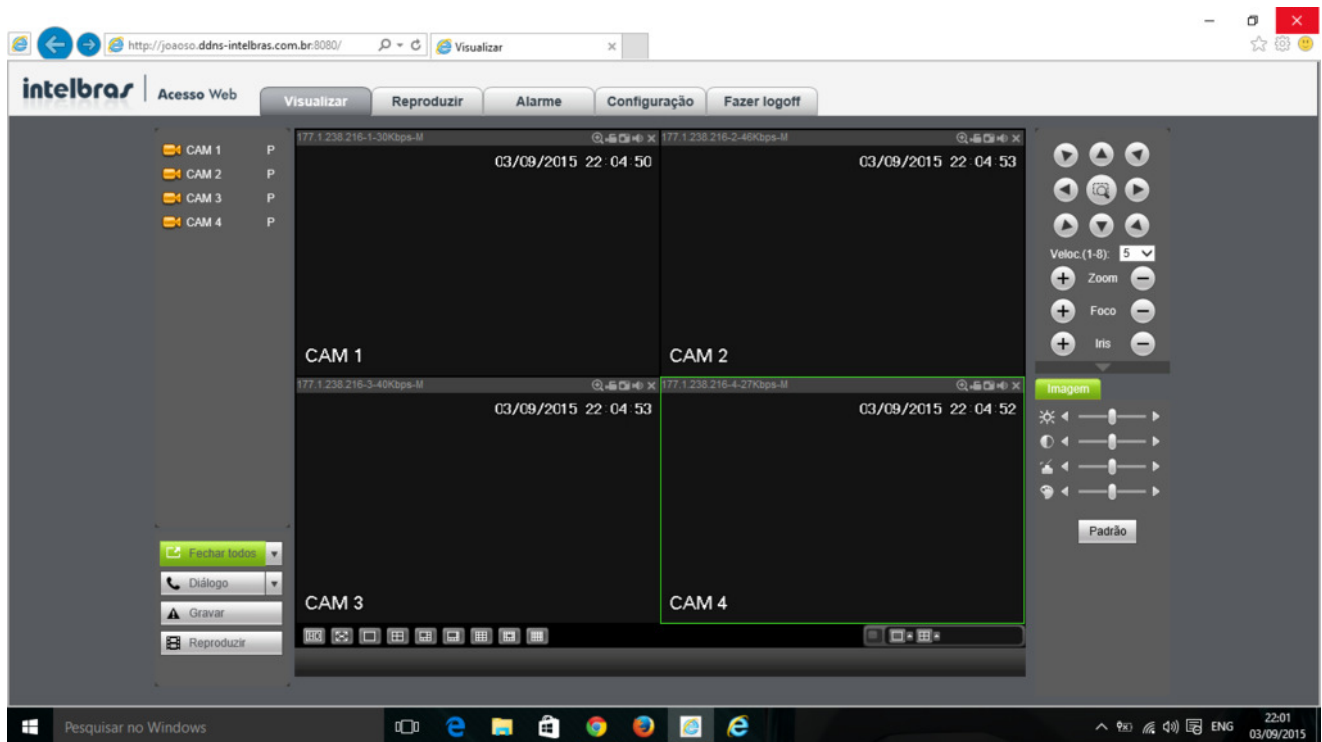 http://joaoso.ddns-intelbras.com.br:8080/
Visualizar
intelbras
Acesso Web
Visualizar
Reproduzir
Alarme
Configuração
Fazer logoff
CAM 1 P
CAM 2 P
CAM 3 P
CAM 4 P
177.1.238.216-1-30Kbps-M
03/09/2015 22:04:50
CAM 1
177.1.238.216-2-46Kbps-M
03/09/2015 22:04:53
CAM 2
177.1.238.216-3-40Kbps-M
03/09/2015 22:04:53
CAM 3
177.1.238.216-4-27Kbps-M
03/09/2015 22:04:52
CAM 4
Veloc.(1-8): 5
Zoom
Foco
Iris
Imagem
Padrão
Fechar todos
Diálogo
Gravar
Reproduzir
Pesquisar no Windows
ENG
22:01
03/09/2015